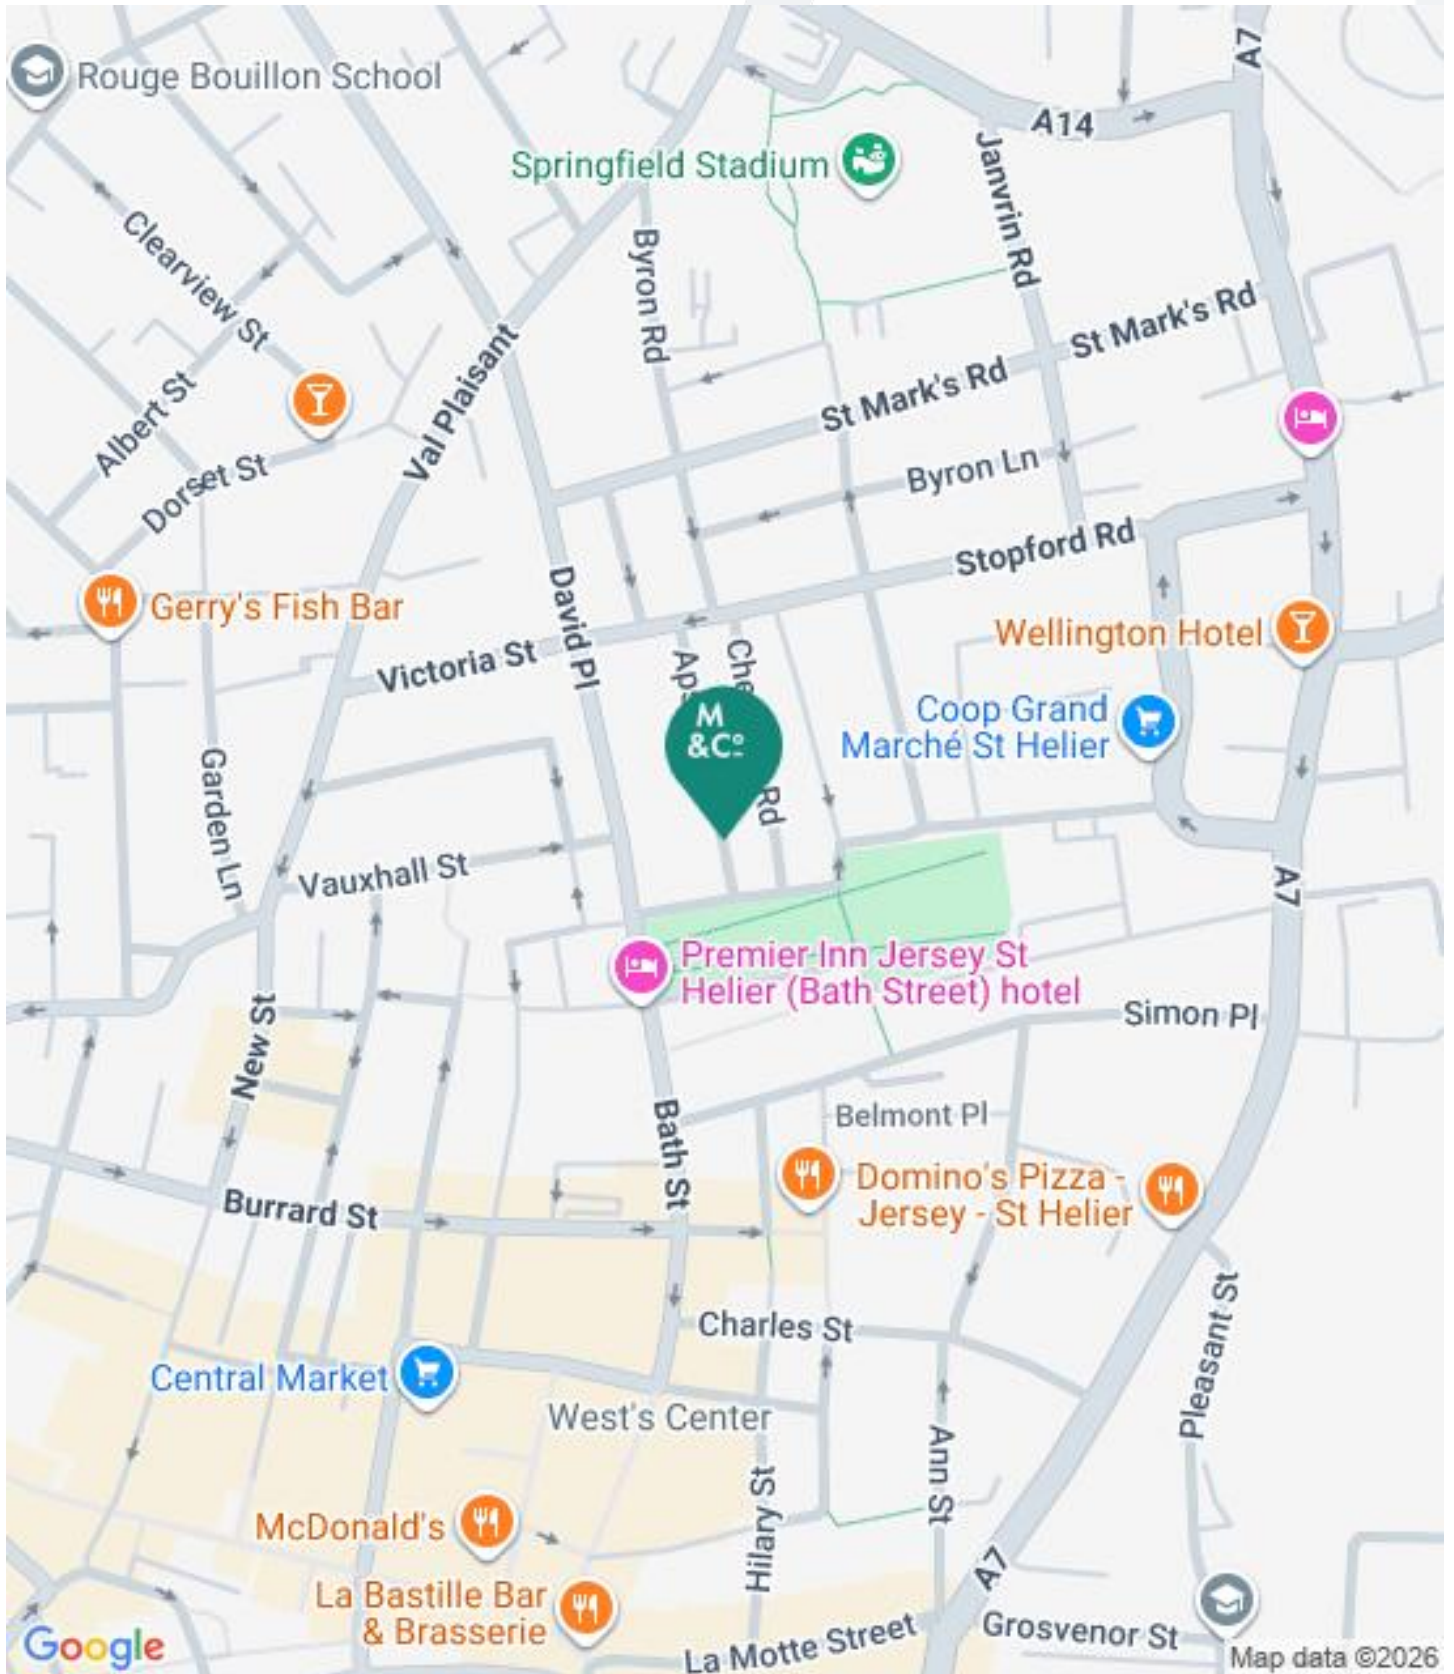 A7
Rouge Bouillon School
A14
Springfield Stadium
Janvrin Rd
Clearview St
Byron Rd
St Mark's Rd
Val Plaisant
St Mark's Rd
Albert St
Byron Ln
Dorset St
Stopford Rd
David Pl
Gerry's Fish Bar
Wellington Hotel
Victoria St
M
&Co
Rd
Coop Grand
Marché St Helier
Garden Ln
Vauxhall St
A7
Premier Inn Jersey St
Helier (Bath Street) hotel
Simon Pl
New St
Bath St
Belmont Pl
Domino's Pizza -
Jersey - St Helier
Burrard St
Pleasant St
Charles St
Central Market
West's Center
Ann St
McDonald's
Hilary St
A7
La Bastille Bar
& Brasserie
Grosvenor St
La Motte Street
Google
Map data ©2026